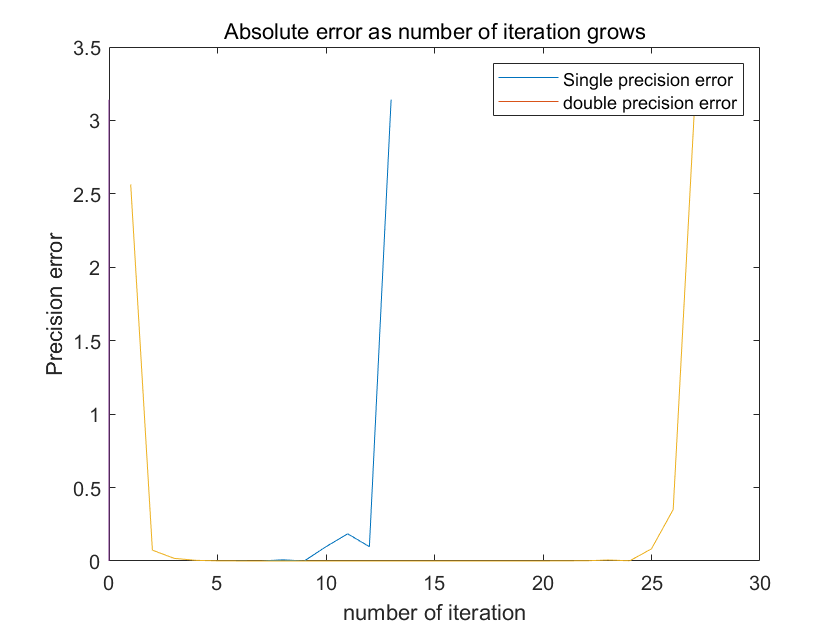 Absolute error as number of iteration grows
Single precision error
double precision error
Precision error
3.5
3
2.5
2
1.5
1
0.5
0
0 5 10 15 20 25 30
number of iteration